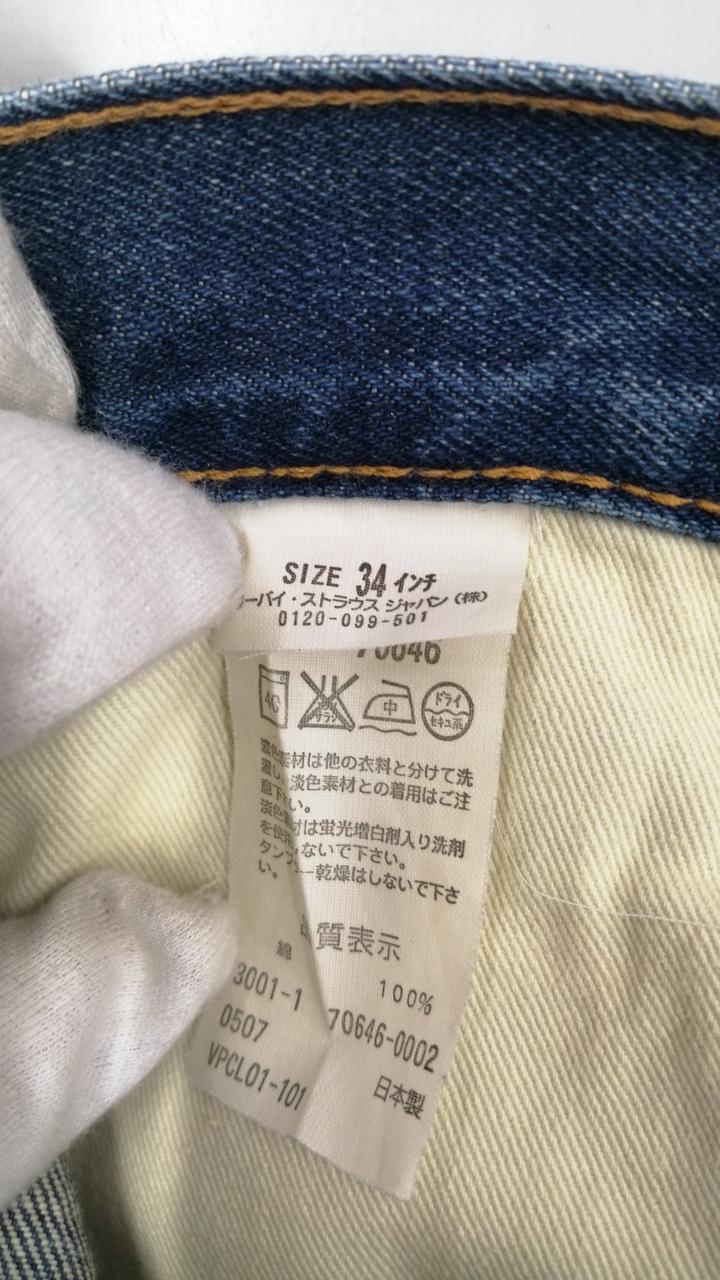 SIZE 34 インチ
ーバイ・ストラウス ジャパン（株）
0120-099-501
70646
40
中
ドライ
セキユ系
濃色素材は他の衣料と分けて洗
濯し、淡色素材との着用はご注
意下さい。
淡色素材は蛍光増白剤入り洗剤
を使用しないで下さい。
タンブラー乾燥はしないで下さ
い。
品質表示
綿 100%
3001-1 70646-0002
0507
VPCL01-101 日本製